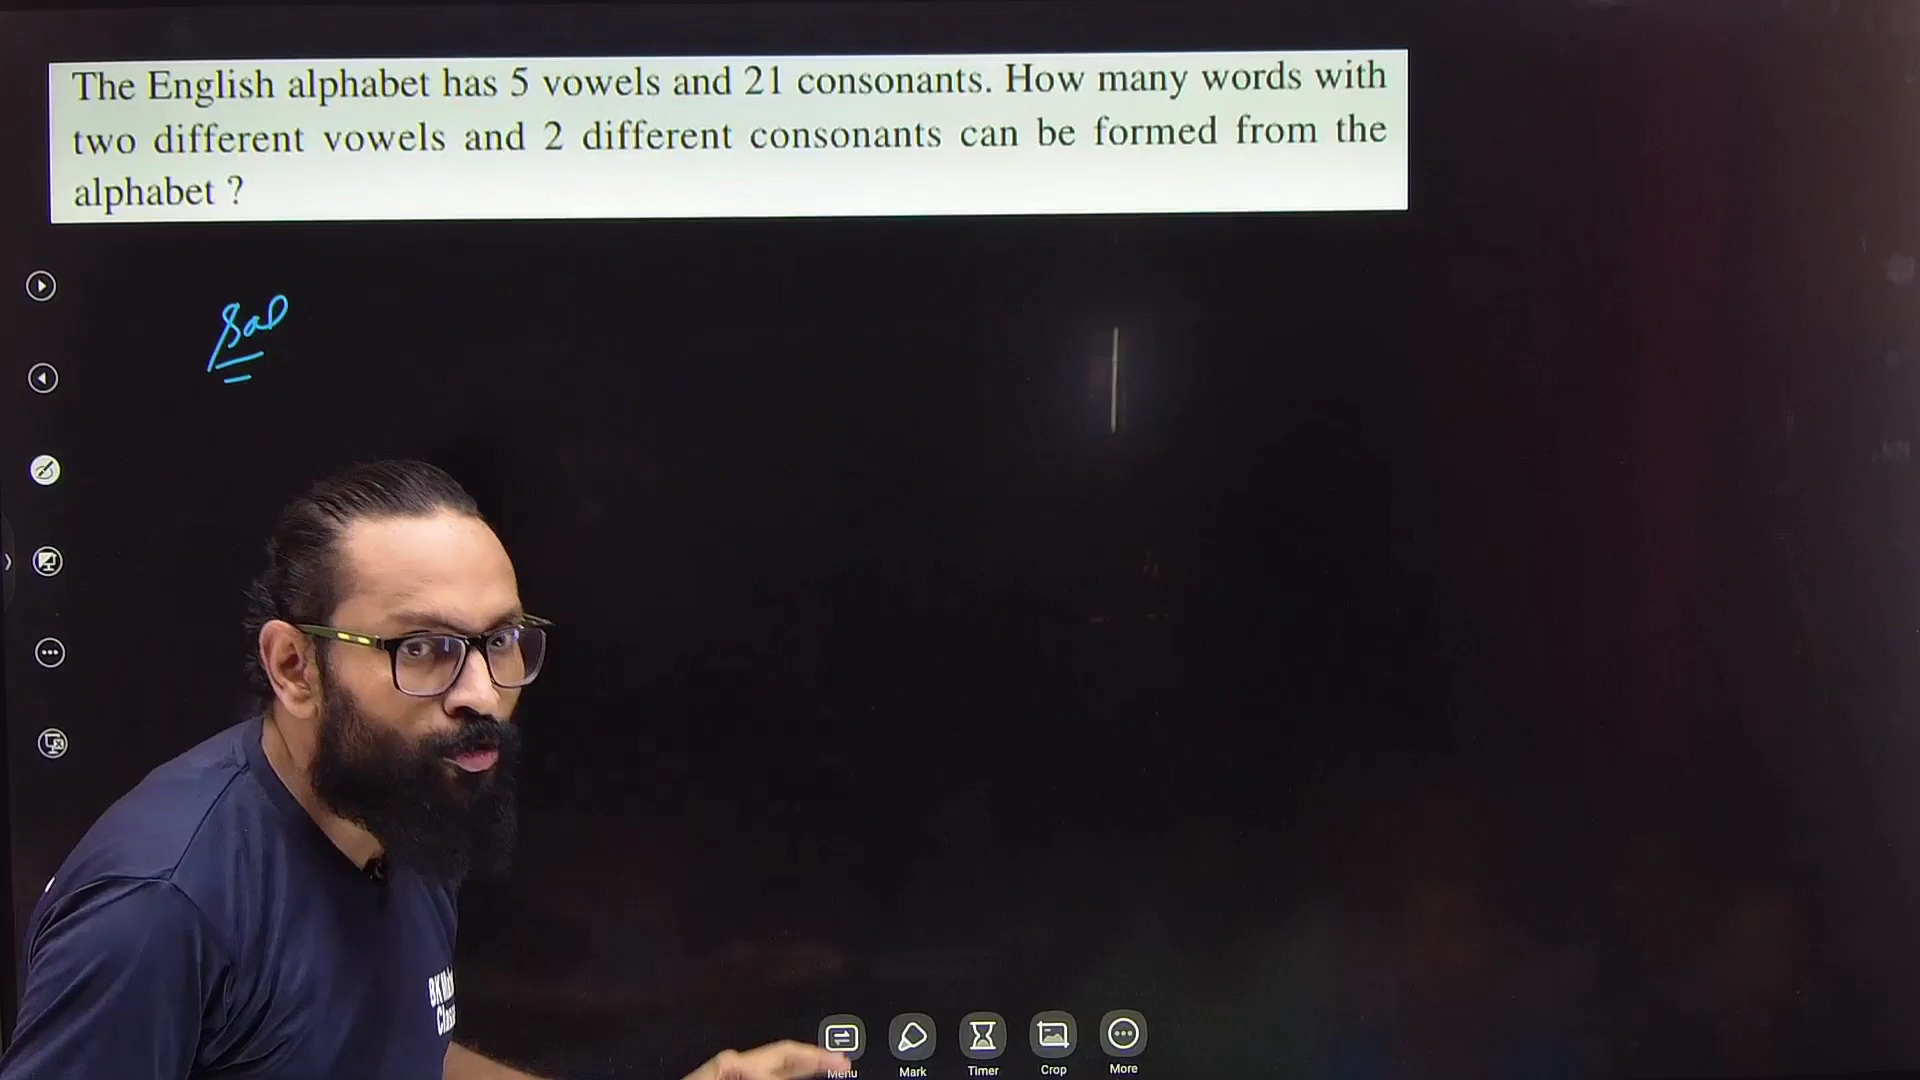 The English alphabet has 5 vowels and 21 consonants. How many words with
two different vowels and 2 different consonants can be formed from the
alphabet ?
Sol
Menu
Mark
Timer
Crop
More